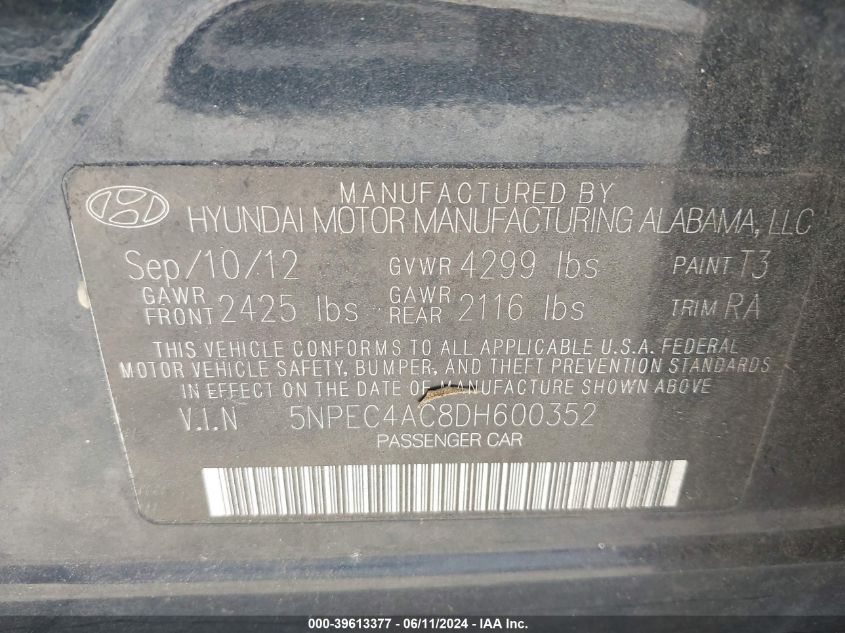 MANUFACTURED BY
HYUNDAI MOTOR MANUFACTURING ALABAMA, LLC
Sep/10/12 GVWR 4299 lbs PAINT T3
GAWR FRONT 2425 lbs GAWR REAR 2116 lbs TRIM RA
THIS VEHICLE CONFORMS TO ALL APPLICABLE U.S.A. FEDERAL
MOTOR VEHICLE SAFETY, BUMPER, AND THEFT PREVENTION STANDARDS
IN EFFECT ON THE DATE OF MANUFACTURE SHOWN ABOVE
V.I.N 5NPEC4AC8DH600352
PASSENGER CAR
000-39613377 - 06/11/2024 - IAA Inc.